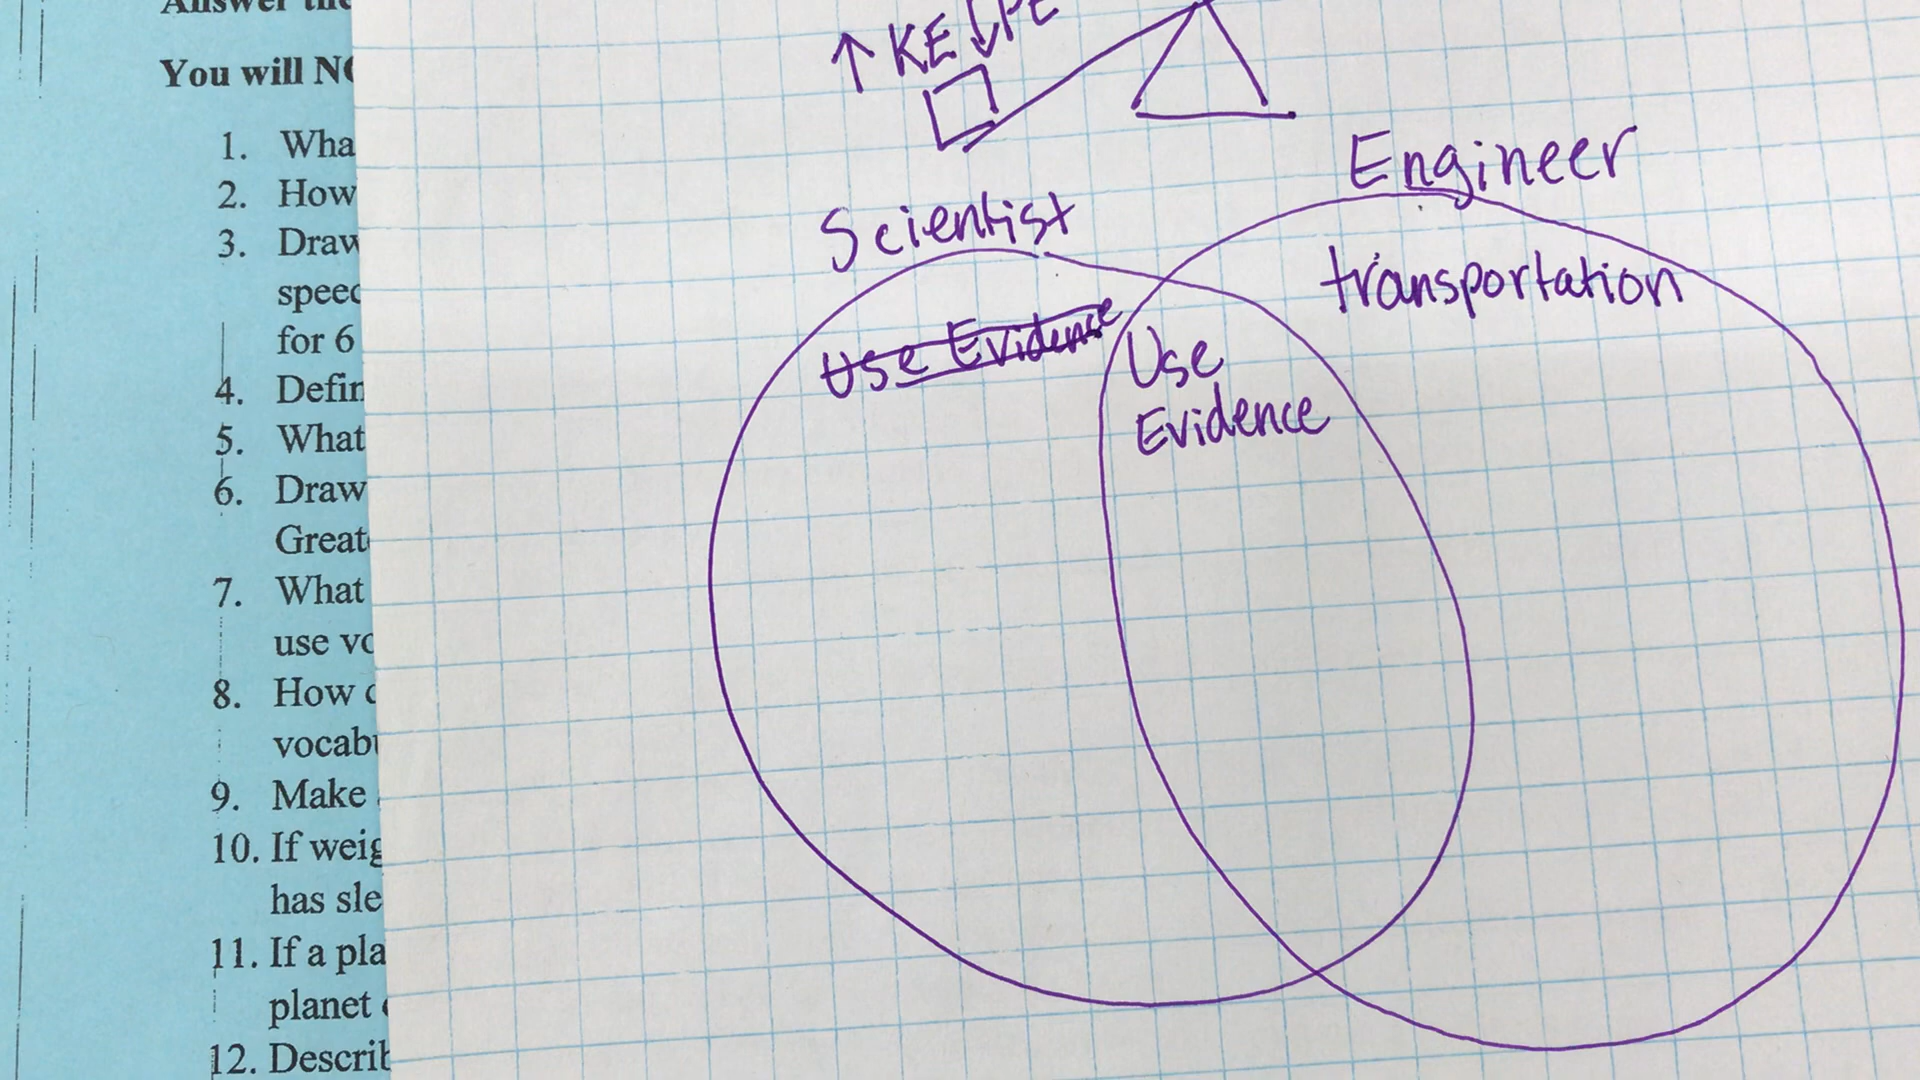 You will
1. Wha
2. How
3. Draw
speed
for 6
4. Defin
5. What
6. Draw
Great
7. What
use vo
8. How
vocabu
9. Make
10. If weig
has sle
11. If a pla
planet
12. Describ
↑ KE ↓ PE
Scientist
Engineer
transportation
Use Evidence
Use
Evidence